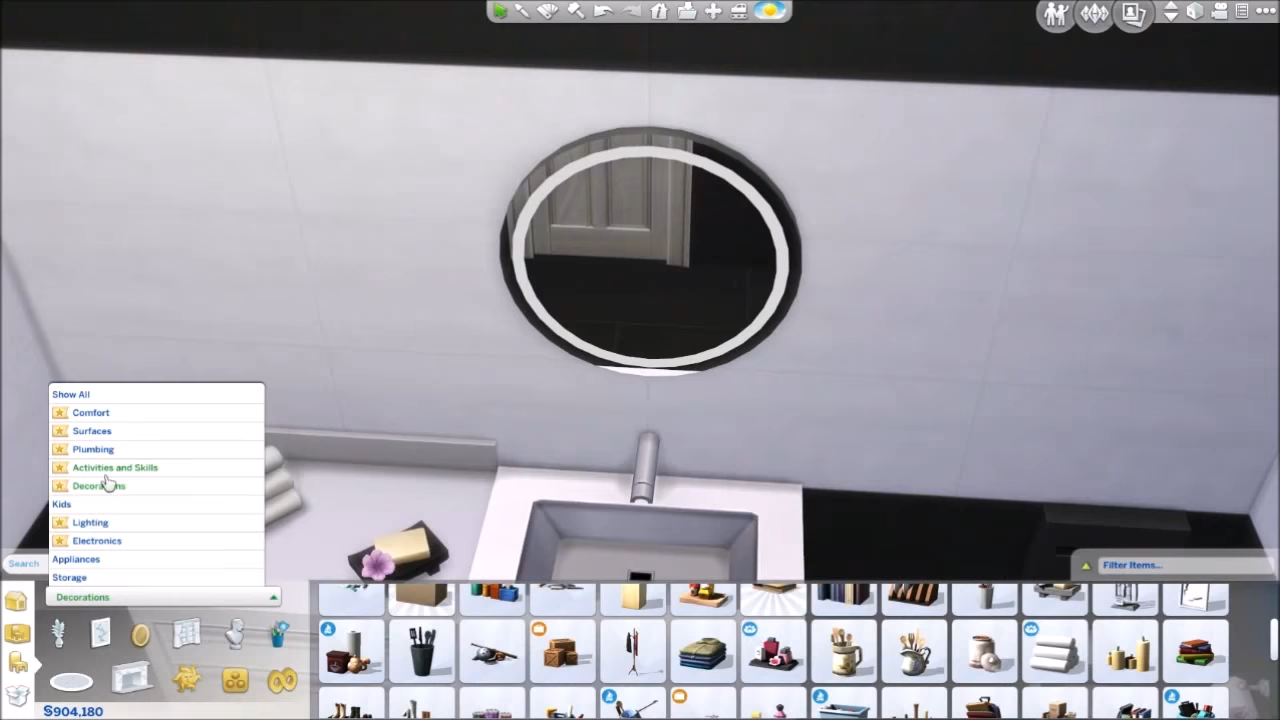 Show All
Comfort
Surfaces
Plumbing
Activities and Skills
Decorations
Kids
Lighting
Electronics
Appliances
Storage
Search
Filter Items...
Decorations
§904,180